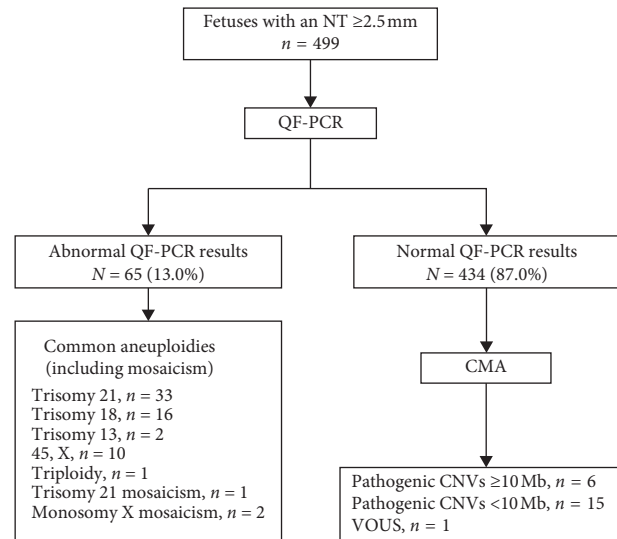 Fetuses with an NT ≥2.5 mm
n = 499
QF-PCR
Abnormal QF-PCR results
N = 65 (13.0%)
Normal QF-PCR results
N = 434 (87.0%)
Common aneuploidies
(including mosaicism)
Trisomy 21, n = 33
Trisomy 18, n = 16
Trisomy 13, n = 2
45, X, n = 10
Triploidy, n = 1
Trisomy 21 mosaicism, n = 1
Monosomy X mosaicism, n = 2
CMA
Pathogenic CNVs ≥10 Mb, n = 6
Pathogenic CNVs <10 Mb, n = 15
VOUS, n = 1